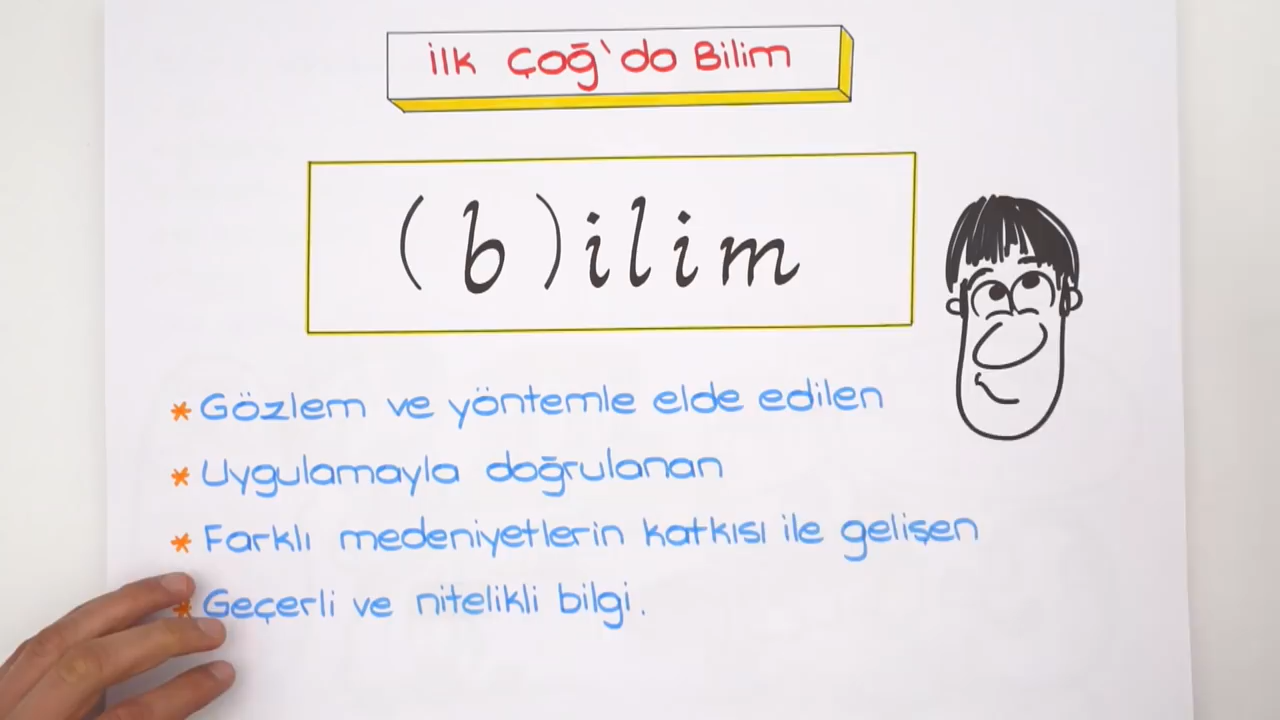 İlk Çağ'da Bilim
(b)ilim
* Gözlem ve yöntemle elde edilen
* Uygulamayla doğrulanan
* Farklı medeniyetlerin katkısı ile gelişen
* Geçerli ve nitelikli bilgi.